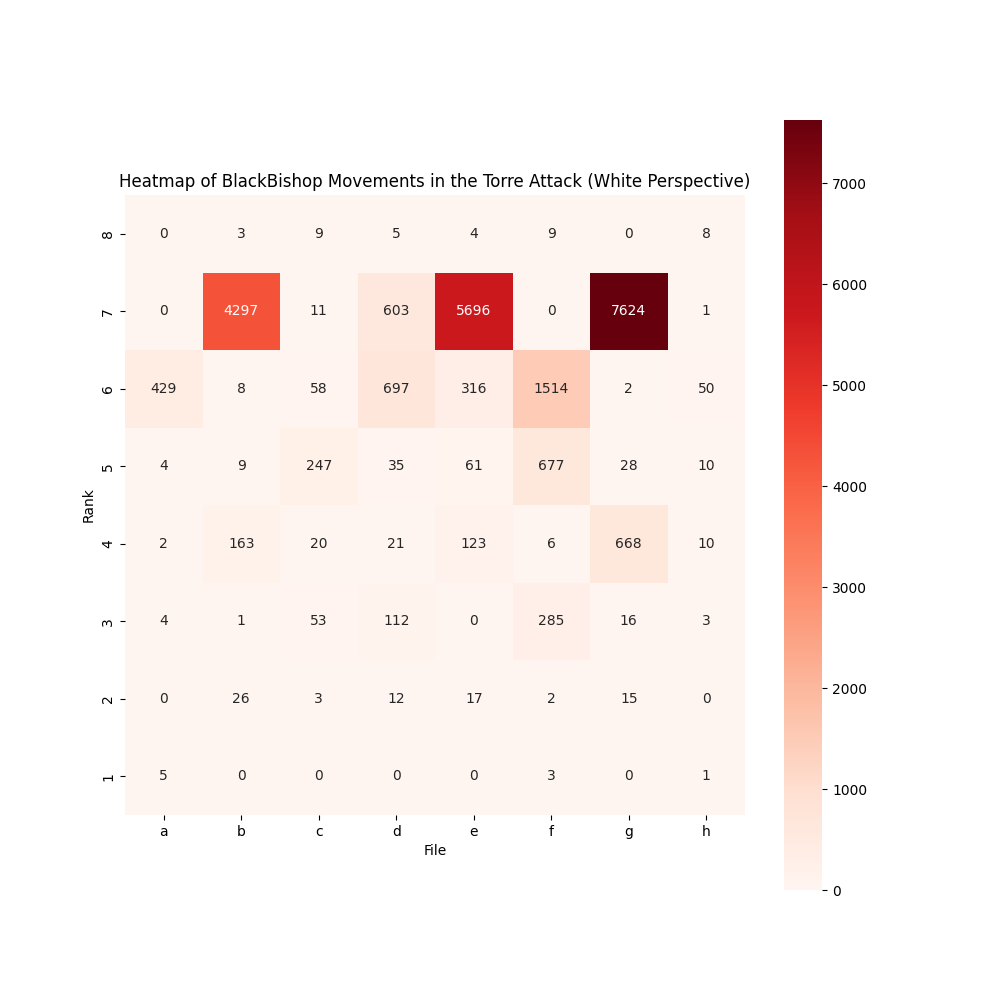 Heatmap of BlackBishop Movements in the Torre Attack (White Perspective)
8 0 3 9 5 4 9 0 8
7 0 4297 11 603 5696 0 7624 1
6 429 8 58 697 316 1514 2 50
5 4 9 247 35 61 677 28 10
4 2 163 20 21 123 6 668 10
3 4 1 53 112 0 285 16 3
2 0 26 3 12 17 2 15 0
1 5 0 0 0 0 3 0 1
a b c d e f g h
File
Rank
7000
6000
5000
4000
3000
2000
1000
0